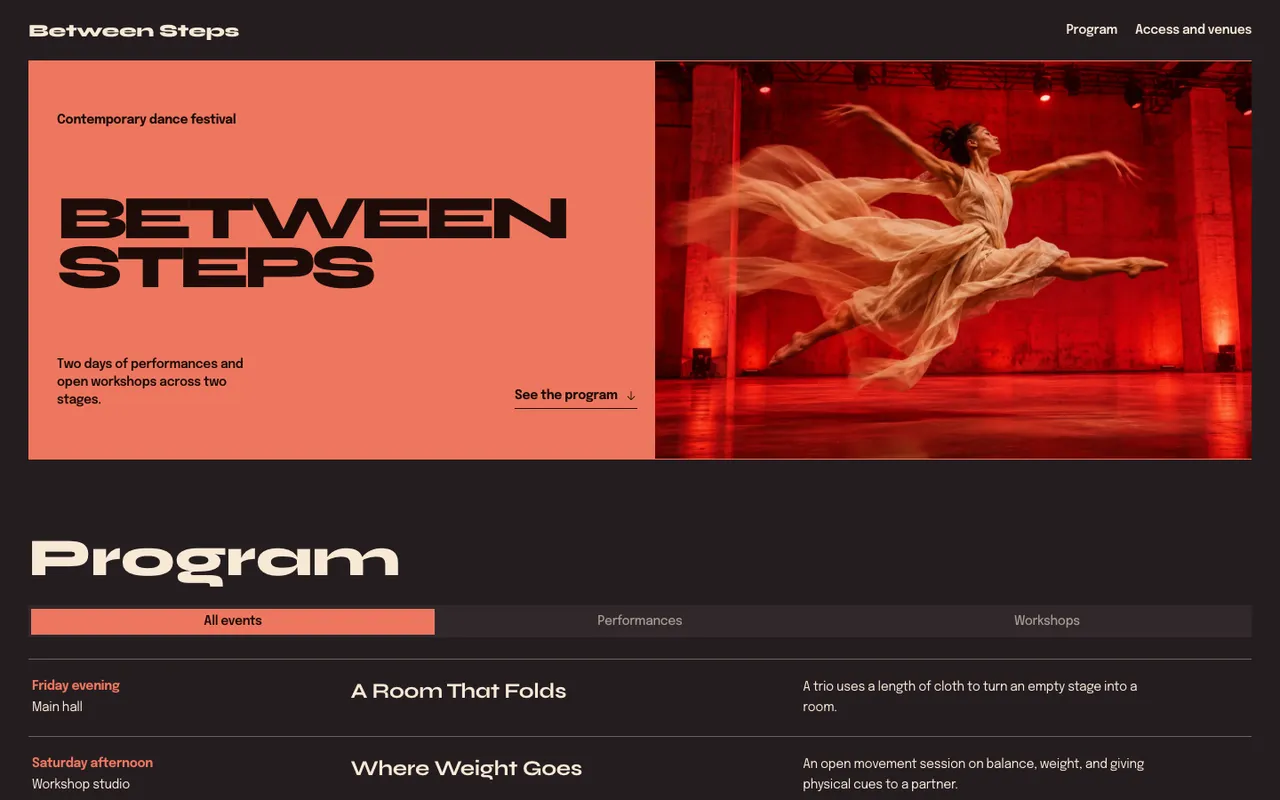 Between Steps
Program
Access and venues
Contemporary dance festival
BETWEEN
STEPS
Two days of performances and
open workshops across two
stages.
See the program ↓
Program
All events
Performances
Workshops
Friday evening
Main hall
A Room That Folds
A trio uses a length of cloth to turn an empty stage into a
room.
Saturday afternoon
Workshop studio
Where Weight Goes
An open movement session on balance, weight, and giving
physical cues to a partner.